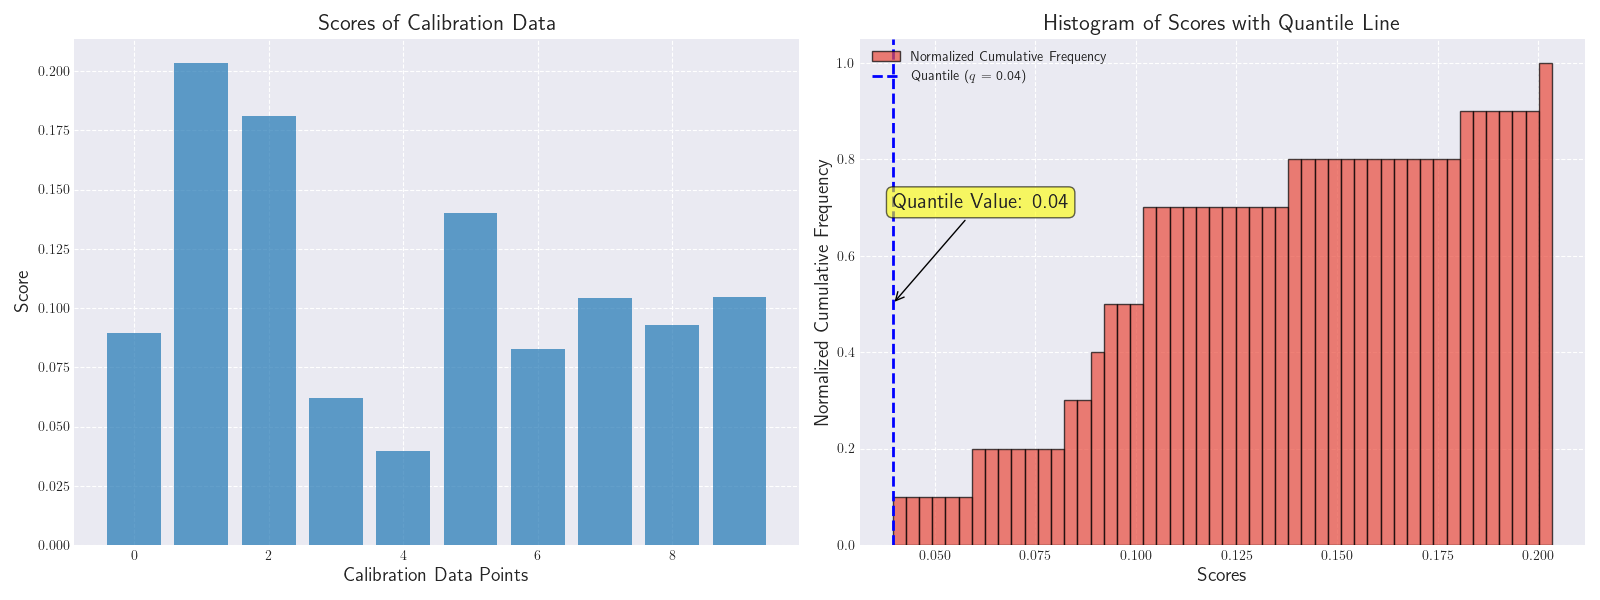 Scores of Calibration Data
0.200
0.175
0.150
0.125
0.100
0.075
0.050
0.025
0.000
Score
0 2 4 6 8
Calibration Data Points
Histogram of Scores with Quantile Line
Normalized Cumulative Frequency
Quantile (q = 0.04)
Quantile Value: 0.04
1.0
0.8
0.6
0.4
0.2
0.0
Normalized Cumulative Frequency
0.050 0.075 0.100 0.125 0.150 0.175 0.200
Scores